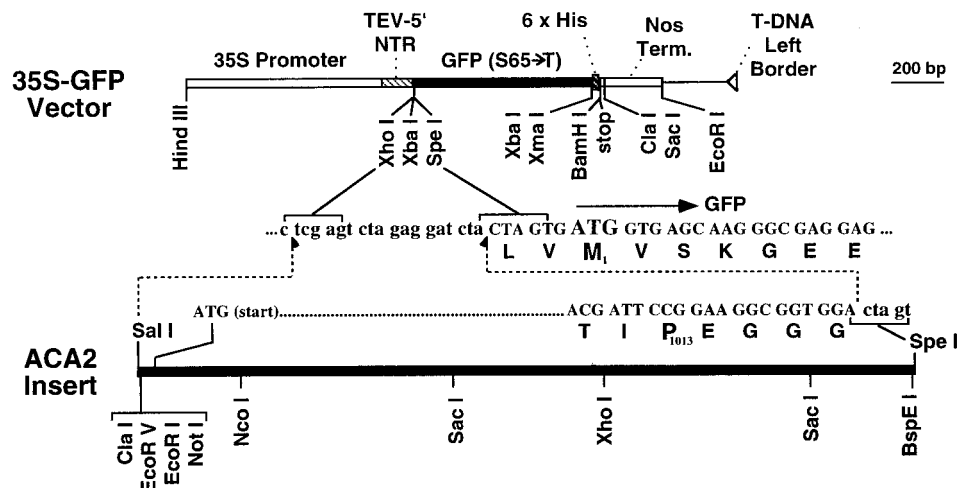 TEV-5' NTR
6 x His
Nos Term.
T-DNA Left Border
35S Promoter
GFP (S65→T)
200 bp
35S-GFP Vector
Hind III
Xho I
Xba I
Spe I
Xba I
Xma I
BamH I
stop
Cla I
Sac I
EcoR I
GFP
...c tcg agt cta gag gat cta CTA GTG ATG GTG AGC AAG GGC GAG GAG ...
L V M1 V S K G E E
ATG (start)........ACG ATT CCG GAA GGC GGT GGA cta gt
T I P1013 E G G G
Sal I
Spe I
ACA2 Insert
Cla I
EcoR V
EcoR I
Not I
Nco I
Sac I
Xho I
Sac I
BspE I